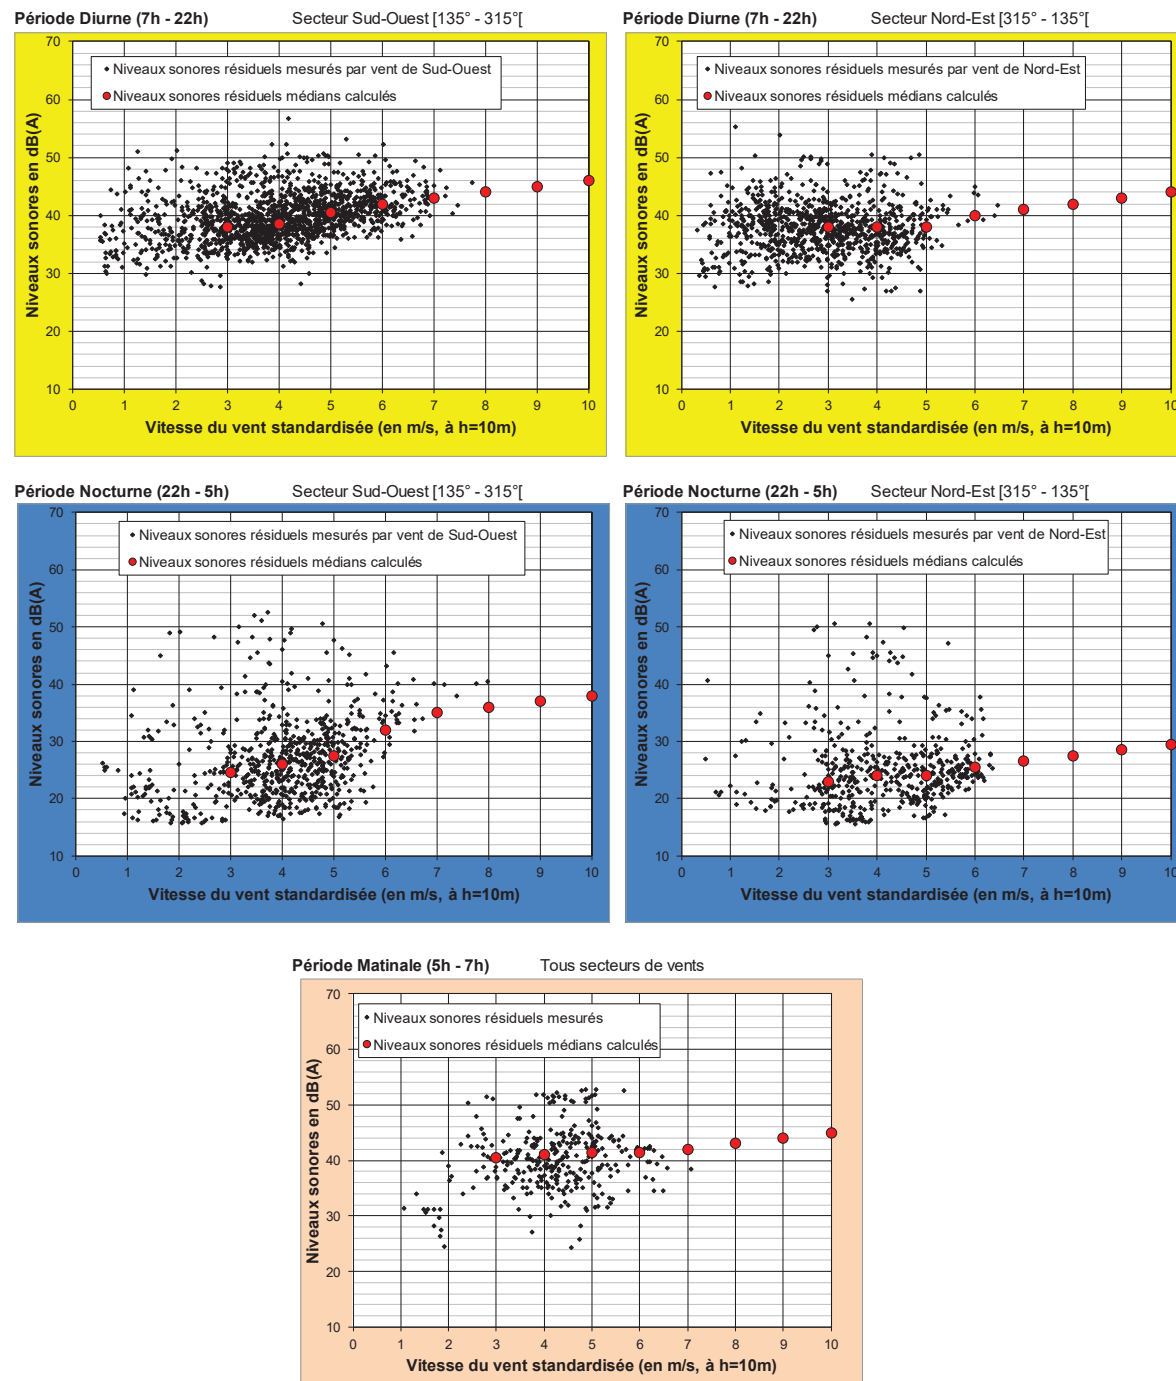 Période Diurne (7h - 22h) Secteur Sud-Ouest [135° - 315°[
Niveaux sonores en dB(A)
70
60
50
40
30
20
10
Niveaux sonores résiduels mesurés par vent de Sud-Ouest
Niveaux sonores résiduels médians calculés
0 1 2 3 4 5 6 7 8 9 10
Vitesse du vent standardisée (en m/s, à h=10m)
Période Diurne (7h - 22h) Secteur Nord-Est [315° - 135°[
Niveaux sonores en dB(A)
70
60
50
40
30
20
10
Niveaux sonores résiduels mesurés par vent de Nord-Est
Niveaux sonores résiduels médians calculés
0 1 2 3 4 5 6 7 8 9 10
Vitesse du vent standardisée (en m/s, à h=10m)
Période Nocturne (22h - 5h) Secteur Sud-Ouest [135° - 315°[
Niveaux sonores en dB(A)
70
60
50
40
30
20
10
Niveaux sonores résiduels mesurés par vent de Sud-Ouest
Niveaux sonores résiduels médians calculés
0 1 2 3 4 5 6 7 8 9 10
Vitesse du vent standardisée (en m/s, à h=10m)
Période Nocturne (22h - 5h) Secteur Nord-Est [315° - 135°[
Niveaux sonores en dB(A)
70
60
50
40
30
20
10
Niveaux sonores résiduels mesurés par vent de Nord-Est
Niveaux sonores résiduels médians calculés
0 1 2 3 4 5 6 7 8 9 10
Vitesse du vent standardisée (en m/s, à h=10m)
Période Matinale (5h - 7h) Tous secteurs de vents
Niveaux sonores en dB(A)
70
60
50
40
30
20
10
Niveaux sonores résiduels mesurés
Niveaux sonores résiduels médians calculés
0 1 2 3 4 5 6 7 8 9 10
Vitesse du vent standardisée (en m/s, à h=10m)